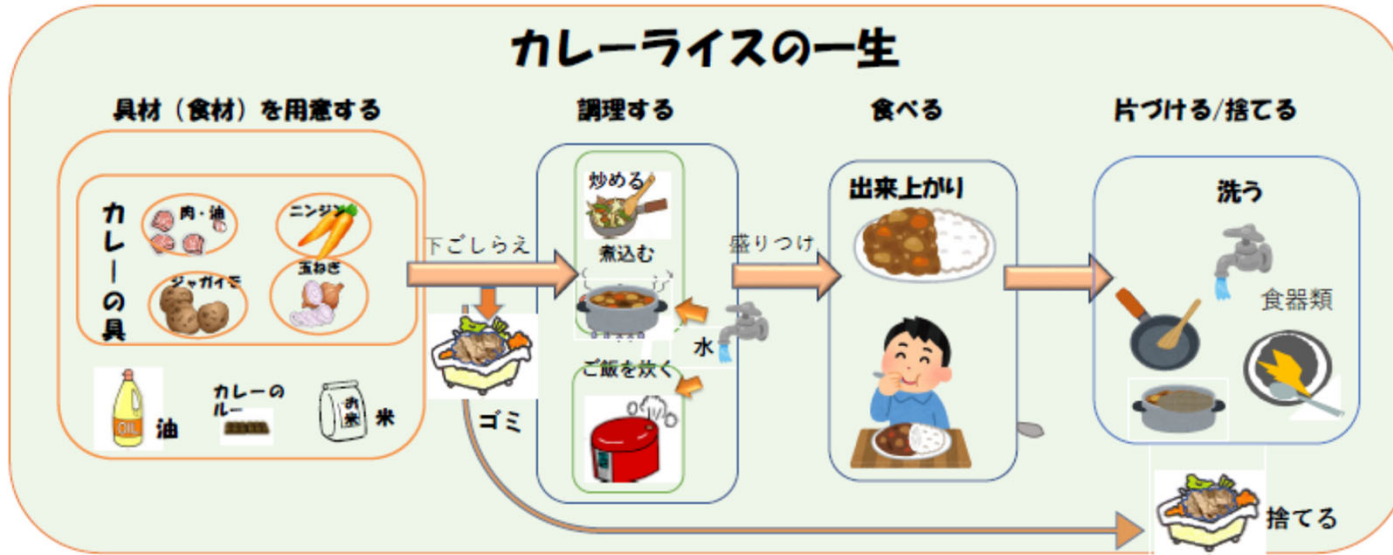 カレーライスの一生
具材（食材）を用意する
調理する
食べる
片づける/捨てる
カレーの具
肉・油
ニンジン
ジャガイモ
玉ねぎ
OIL
油
カレーの
ルー
お米
米
下ごしらえ
ゴミ
炒める
煮込む
水
ご飯を炊く
盛りつけ
出来上がり
洗う
食器類
捨てる